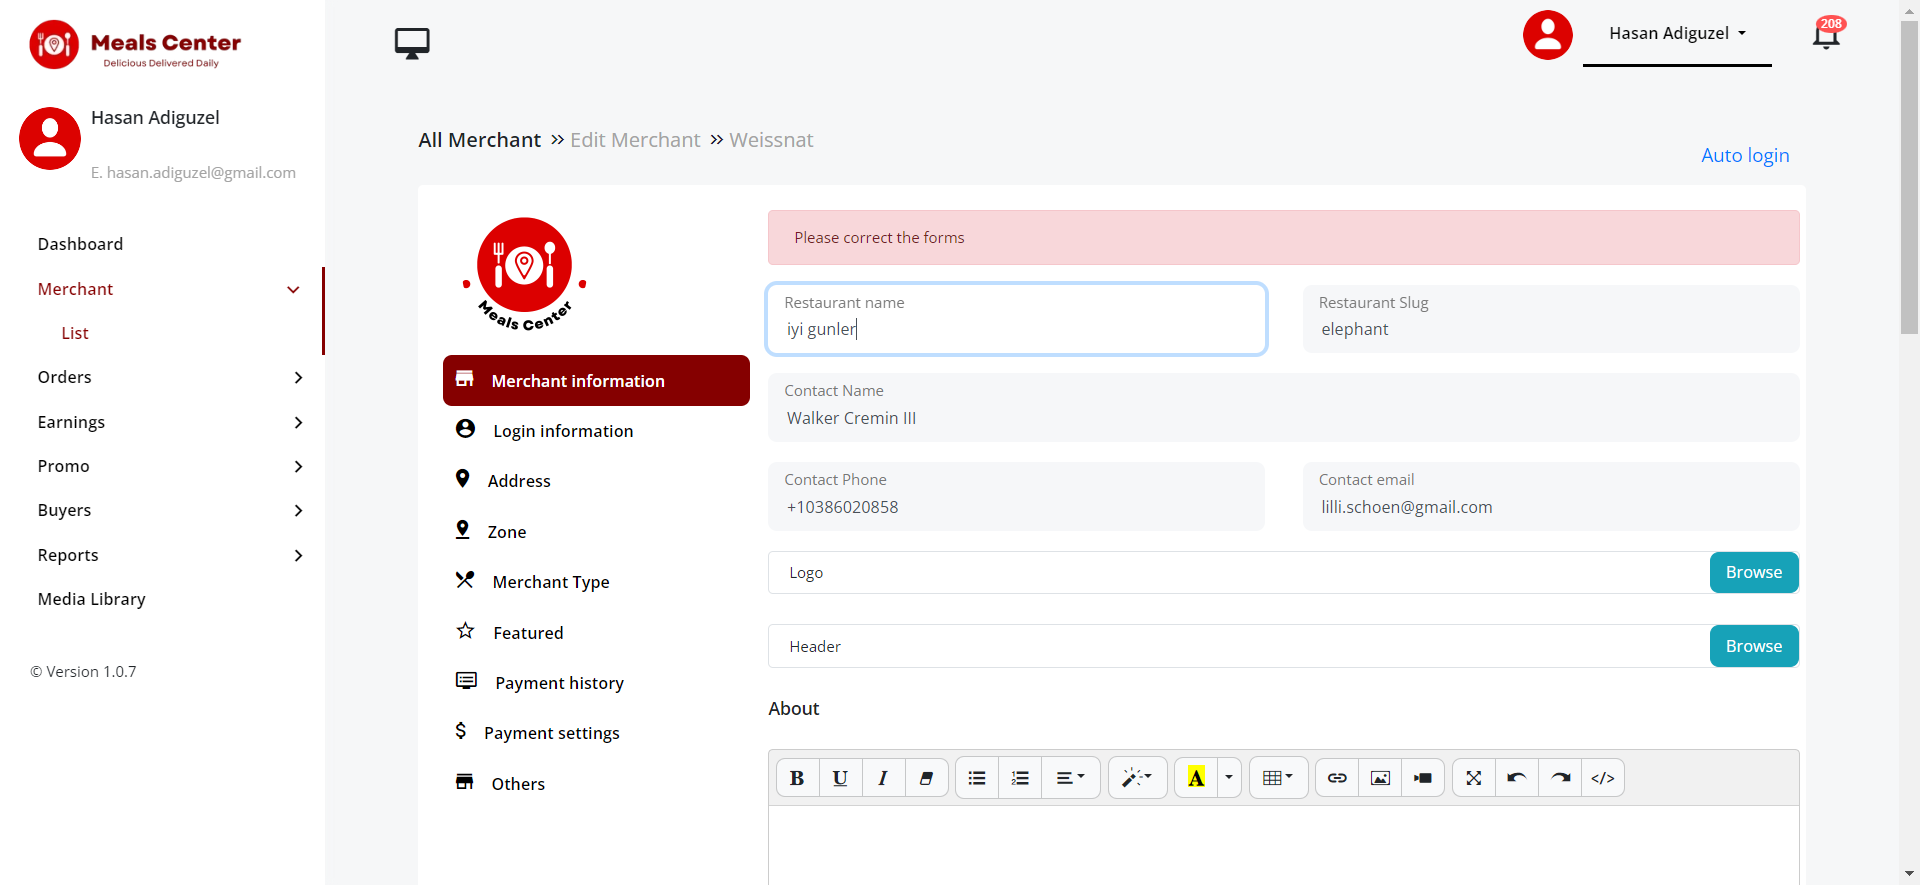 Meals Center
Delicious Delivered Daily
Hasan Adiguzel
208
Hasan Adiguzel
E. hasan.adiguzel@gmail.com
All Merchant » Edit Merchant » Weissnat
Auto login
Dashboard
Merchant
List
Orders
Earnings
Promo
Buyers
Reports
Media Library
© Version 1.0.7
Meals Center
Merchant information
Login information
Address
Zone
Merchant Type
Featured
Payment history
Payment settings
Others
Please correct the forms
Restaurant name
iyi gunler
Restaurant Slug
elephant
Contact Name
Walker Cremin III
Contact Phone
+10386020858
Contact email
lilli.schoen@gmail.com
Logo
Browse
Header
Browse
About
B U I A </>